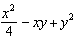 x²/4 − xy + y²